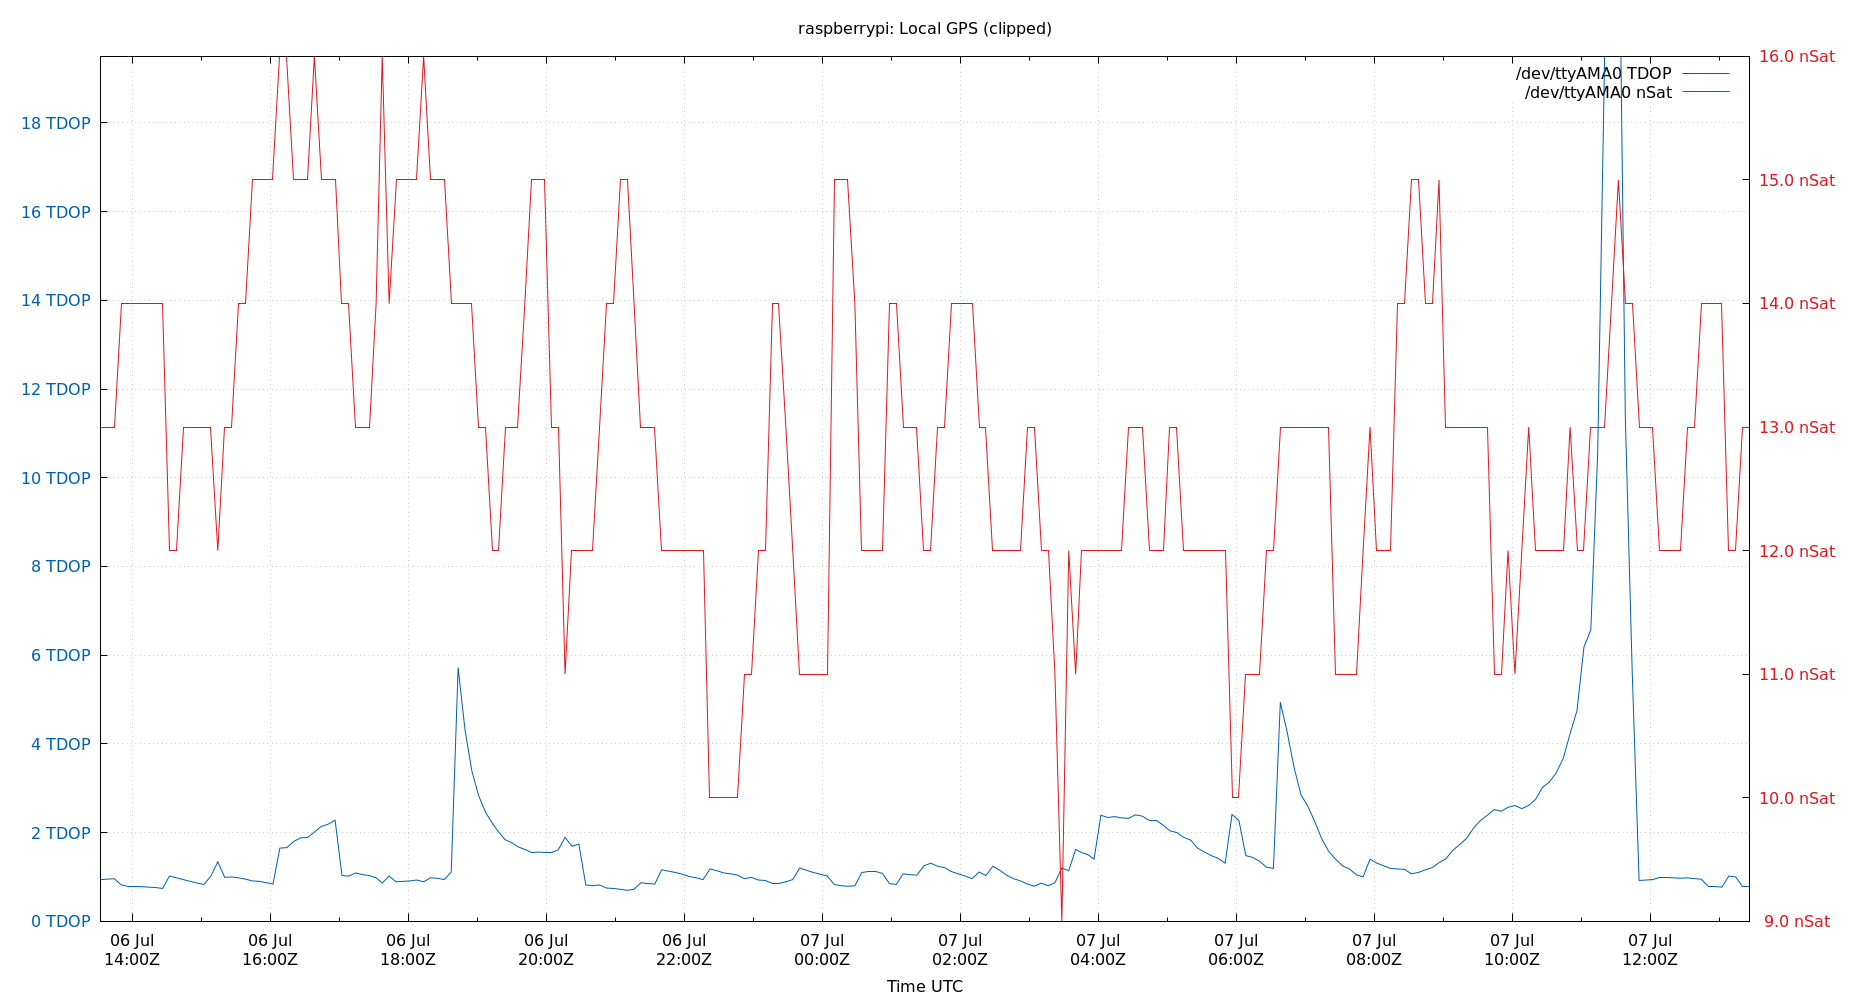 raspberrypi: Local GPS (clipped)
/dev/ttyAMA0 TDOP
/dev/ttyAMA0 nSat
18 TDOP
16 TDOP
14 TDOP
12 TDOP
10 TDOP
8 TDOP
6 TDOP
4 TDOP
2 TDOP
0 TDOP
16.0 nSat
15.0 nSat
14.0 nSat
13.0 nSat
12.0 nSat
11.0 nSat
10.0 nSat
9.0 nSat
06 Jul 06 Jul 06 Jul 06 Jul 06 Jul 07 Jul 07 Jul 07 Jul 07 Jul 07 Jul 07 Jul 07 Jul
14:00Z 16:00Z 18:00Z 20:00Z 22:00Z 00:00Z 02:00Z 04:00Z 06:00Z 08:00Z 10:00Z 12:00Z
Time UTC